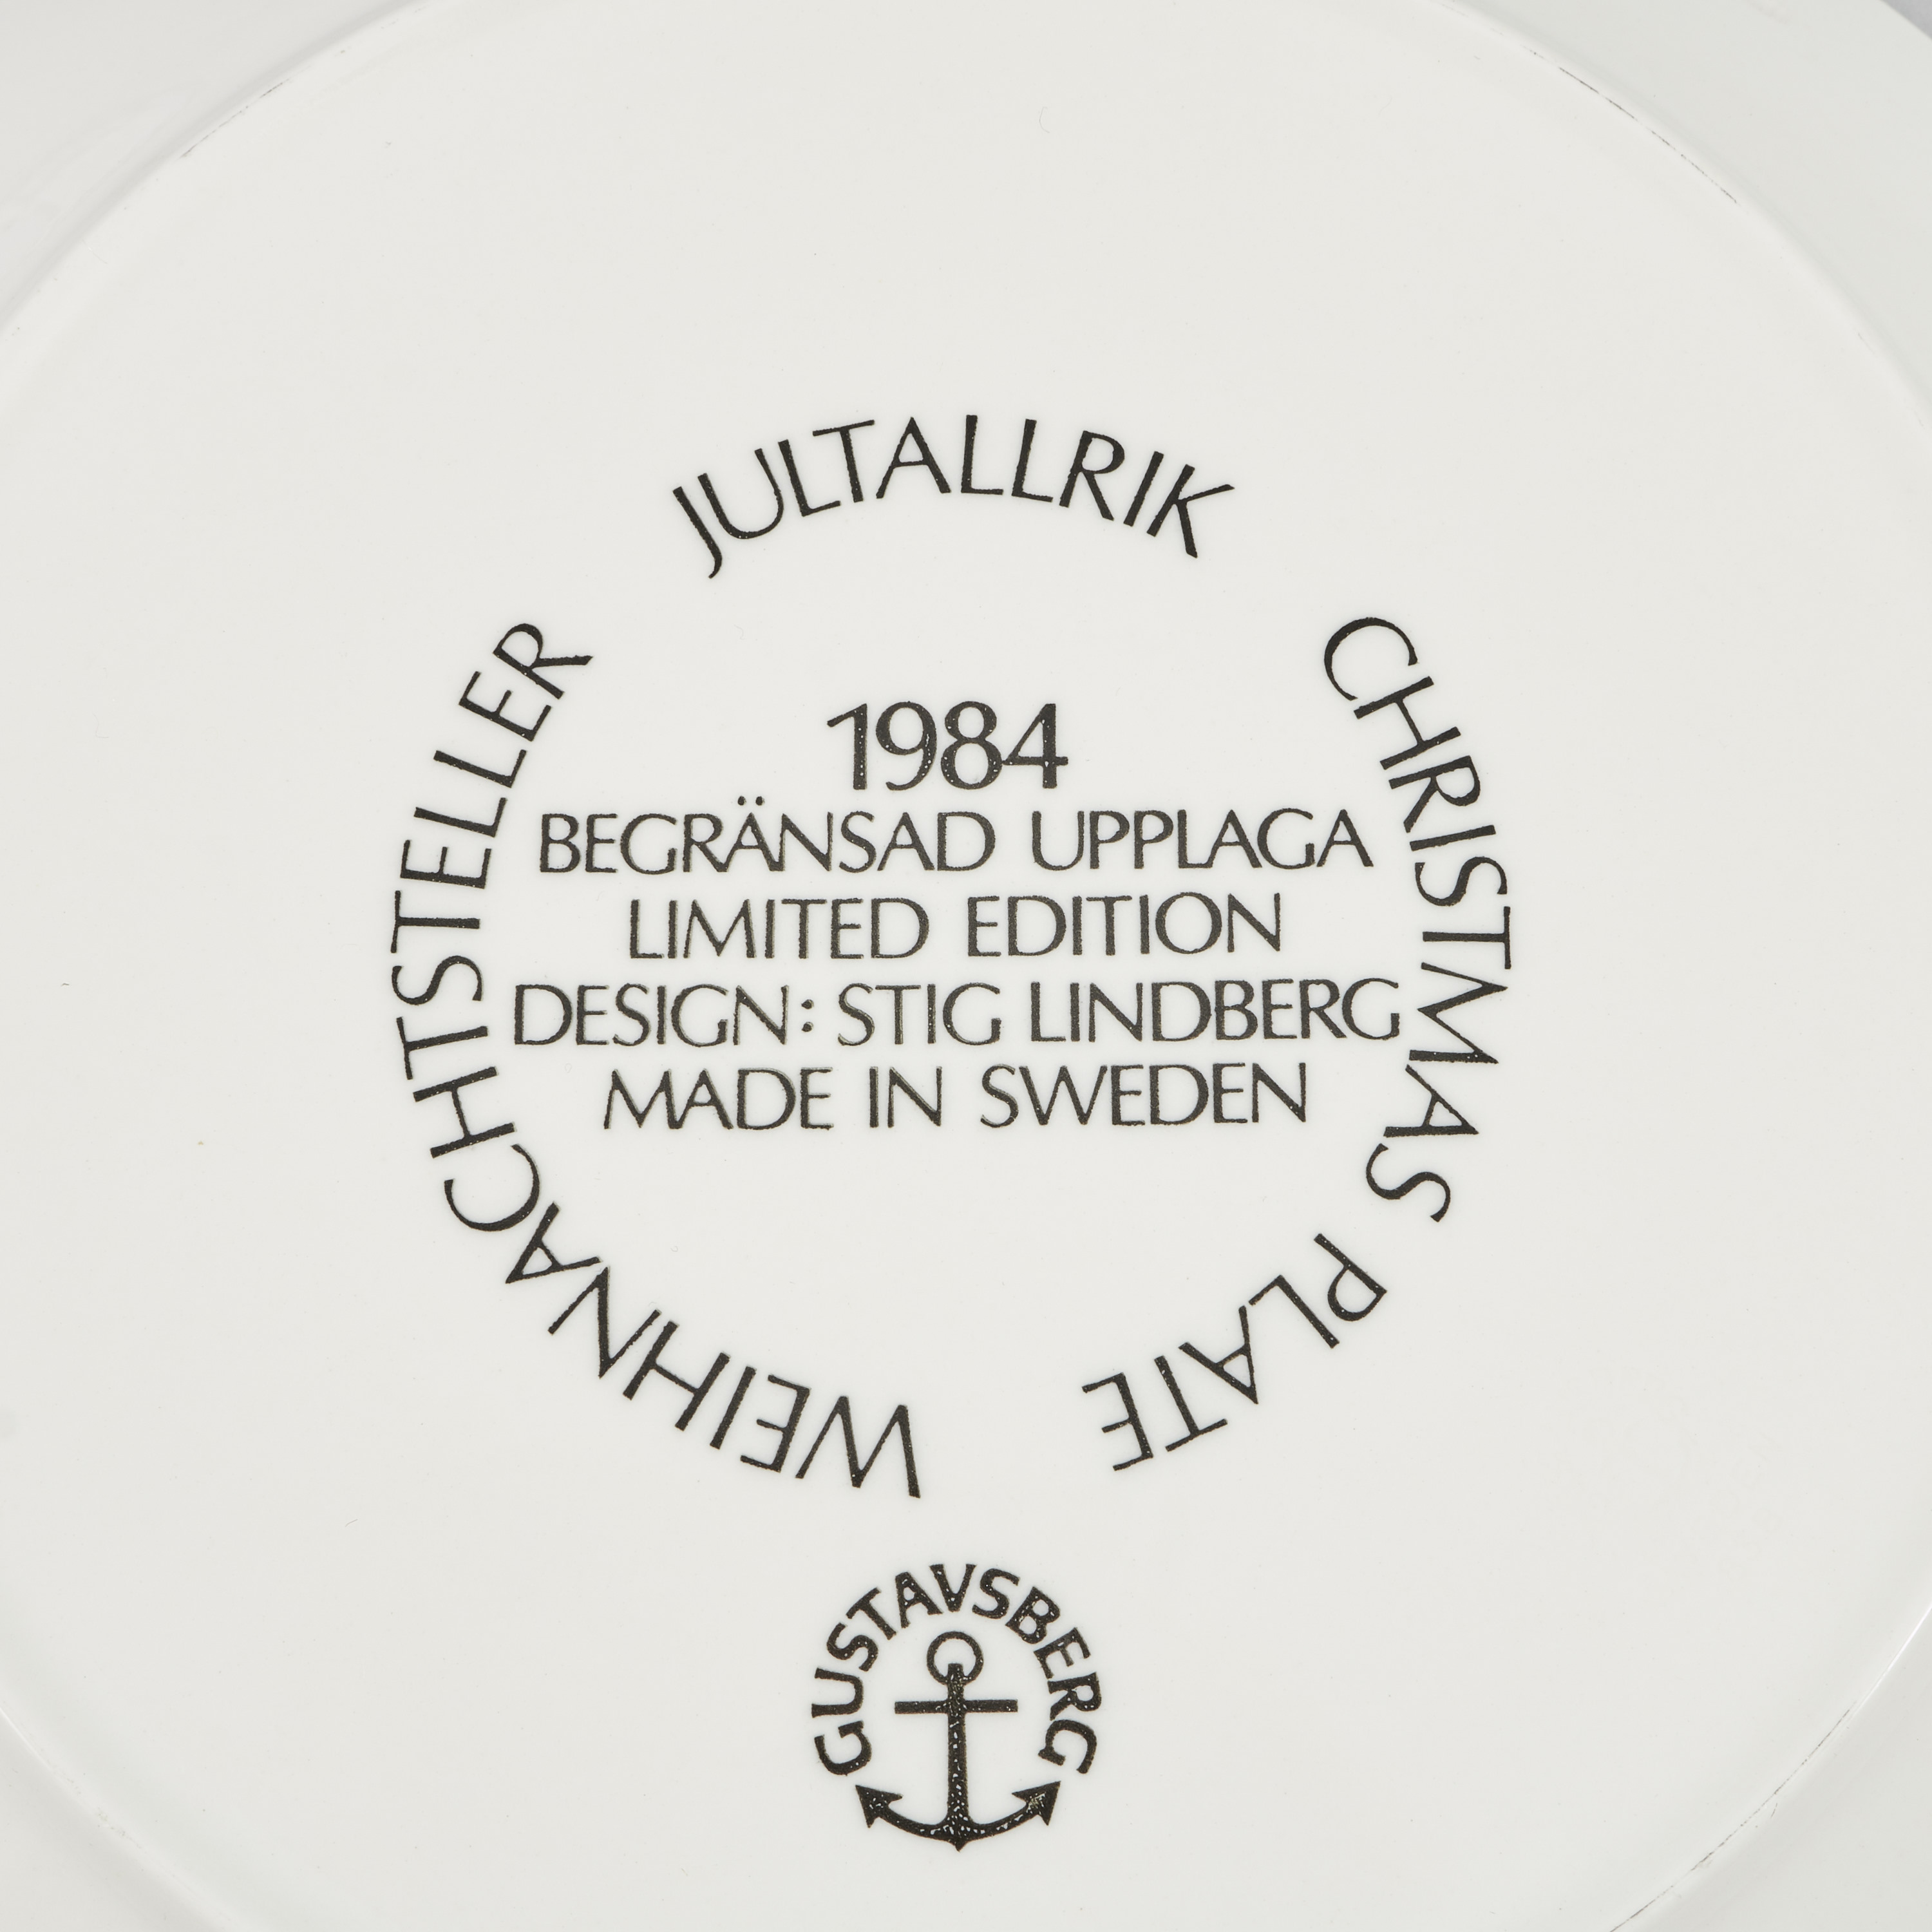 JULTALLRIK
CHRISTMAS PLATE
WEIHNACHTSTELLER
1984
BEGRÄNSAD UPPLAGA
LIMITED EDITION
DESIGN: STIG LINDBERG
MADE IN SWEDEN
GUSTAVSBERG